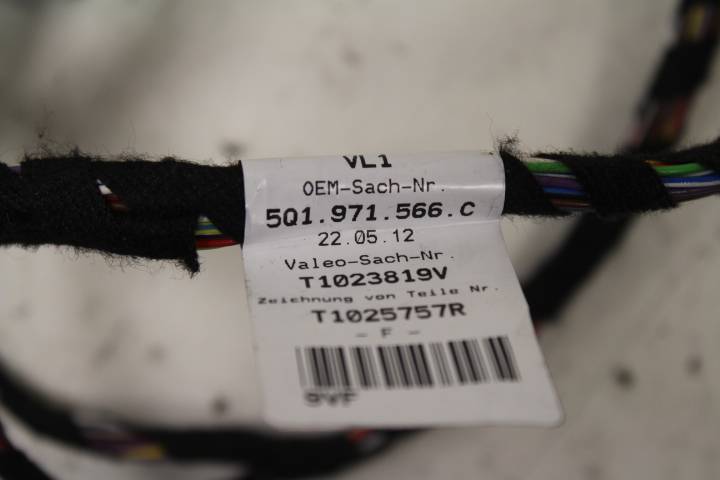 VL1
OEM-Sach-Nr.
5Q1.971.566.C
22.05.12
Valeo-Sach-Nr.
T1023819V
Zeichnung von Teile Nr.
T1025757R
- F -
9VP